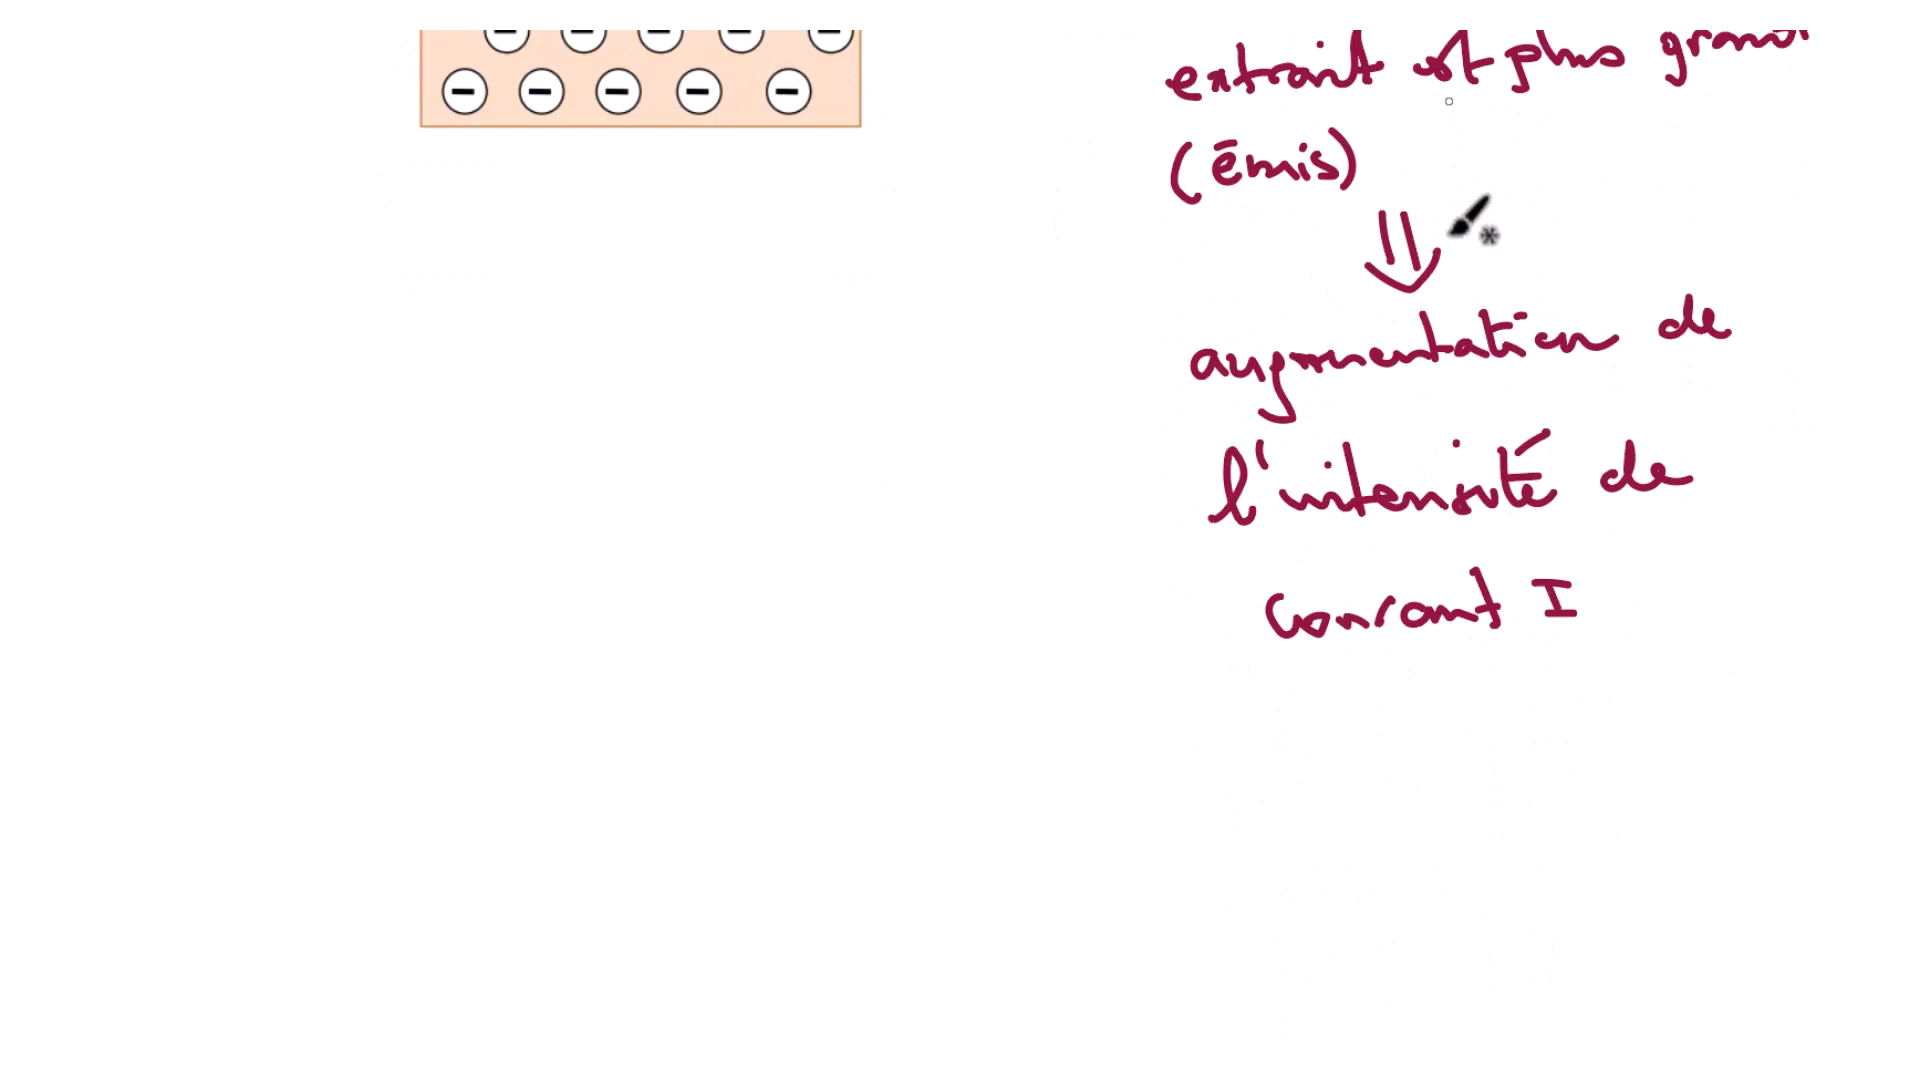 extrait est plus grand
(émis)
⇓
augmentation de
l'intensité de
courant I